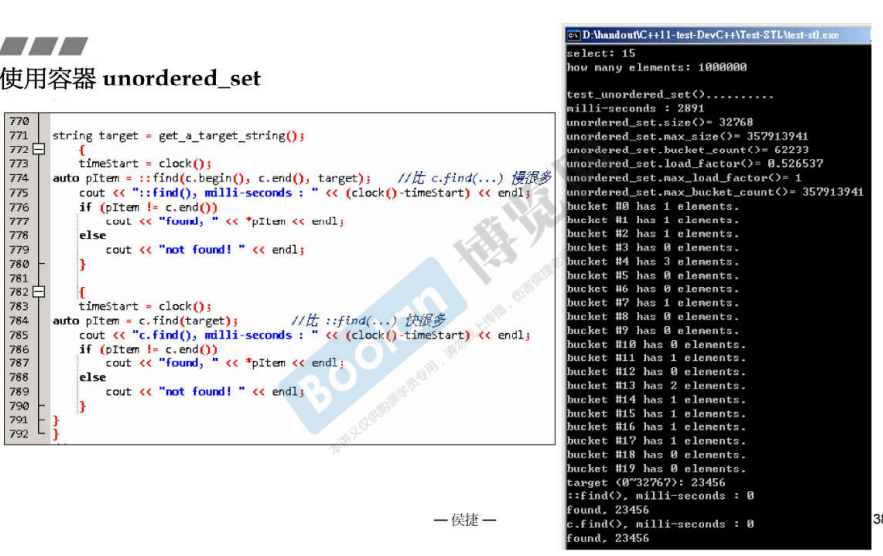 使用容器 unordered_set
770
771 string target = get_a_target_string();
772 {
773 timeStart = clock();
774 auto pItem = ::find(c.begin(), c.end(), target); //比 c.find(...) 慢很多
775 cout << "::find(), milli-seconds : " << (clock()-timeStart) << endl;
776 if (pItem != c.end())
777 cout << "found, " << *pItem << endl;
778 else
779 cout << "not found! " << endl;
780 }
781
782 {
783 timeStart = clock();
784 auto pItem = c.find(target); //比 ::find(...) 快很多
785 cout << "c.find(), milli-seconds : " << (clock()-timeStart) << endl;
786 if (pItem != c.end())
787 cout << "found, " << *pItem << endl;
788 else
789 cout << "not found! " << endl;
790 }
791 }
792 }
D:\handout\C++11-test-DevC++\Test-STL\test-stl.exe
select: 15
how many elements: 1000000
test_unordered_set()..........
milli-seconds : 2891
unordered_set.size()= 32768
unordered_set.max_size()= 357913941
unordered_set.bucket_count()= 62233
unordered_set.load_factor()= 0.526537
unordered_set.max_load_factor()= 1
unordered_set.max_bucket_count()= 357913941
bucket #0 has 1 elements.
bucket #1 has 1 elements.
bucket #2 has 1 elements.
bucket #3 has 0 elements.
bucket #4 has 3 elements.
bucket #5 has 0 elements.
bucket #6 has 0 elements.
bucket #7 has 1 elements.
bucket #8 has 0 elements.
bucket #9 has 0 elements.
bucket #10 has 0 elements.
bucket #11 has 1 elements.
bucket #12 has 0 elements.
bucket #13 has 2 elements.
bucket #14 has 1 elements.
bucket #15 has 1 elements.
bucket #16 has 1 elements.
bucket #17 has 1 elements.
bucket #18 has 0 elements.
bucket #19 has 0 elements.
target (0~32767): 23456
::find(), milli-seconds : 0
found, 23456
c.find(), milli-seconds : 0
found, 23456
— 侯捷 —
38